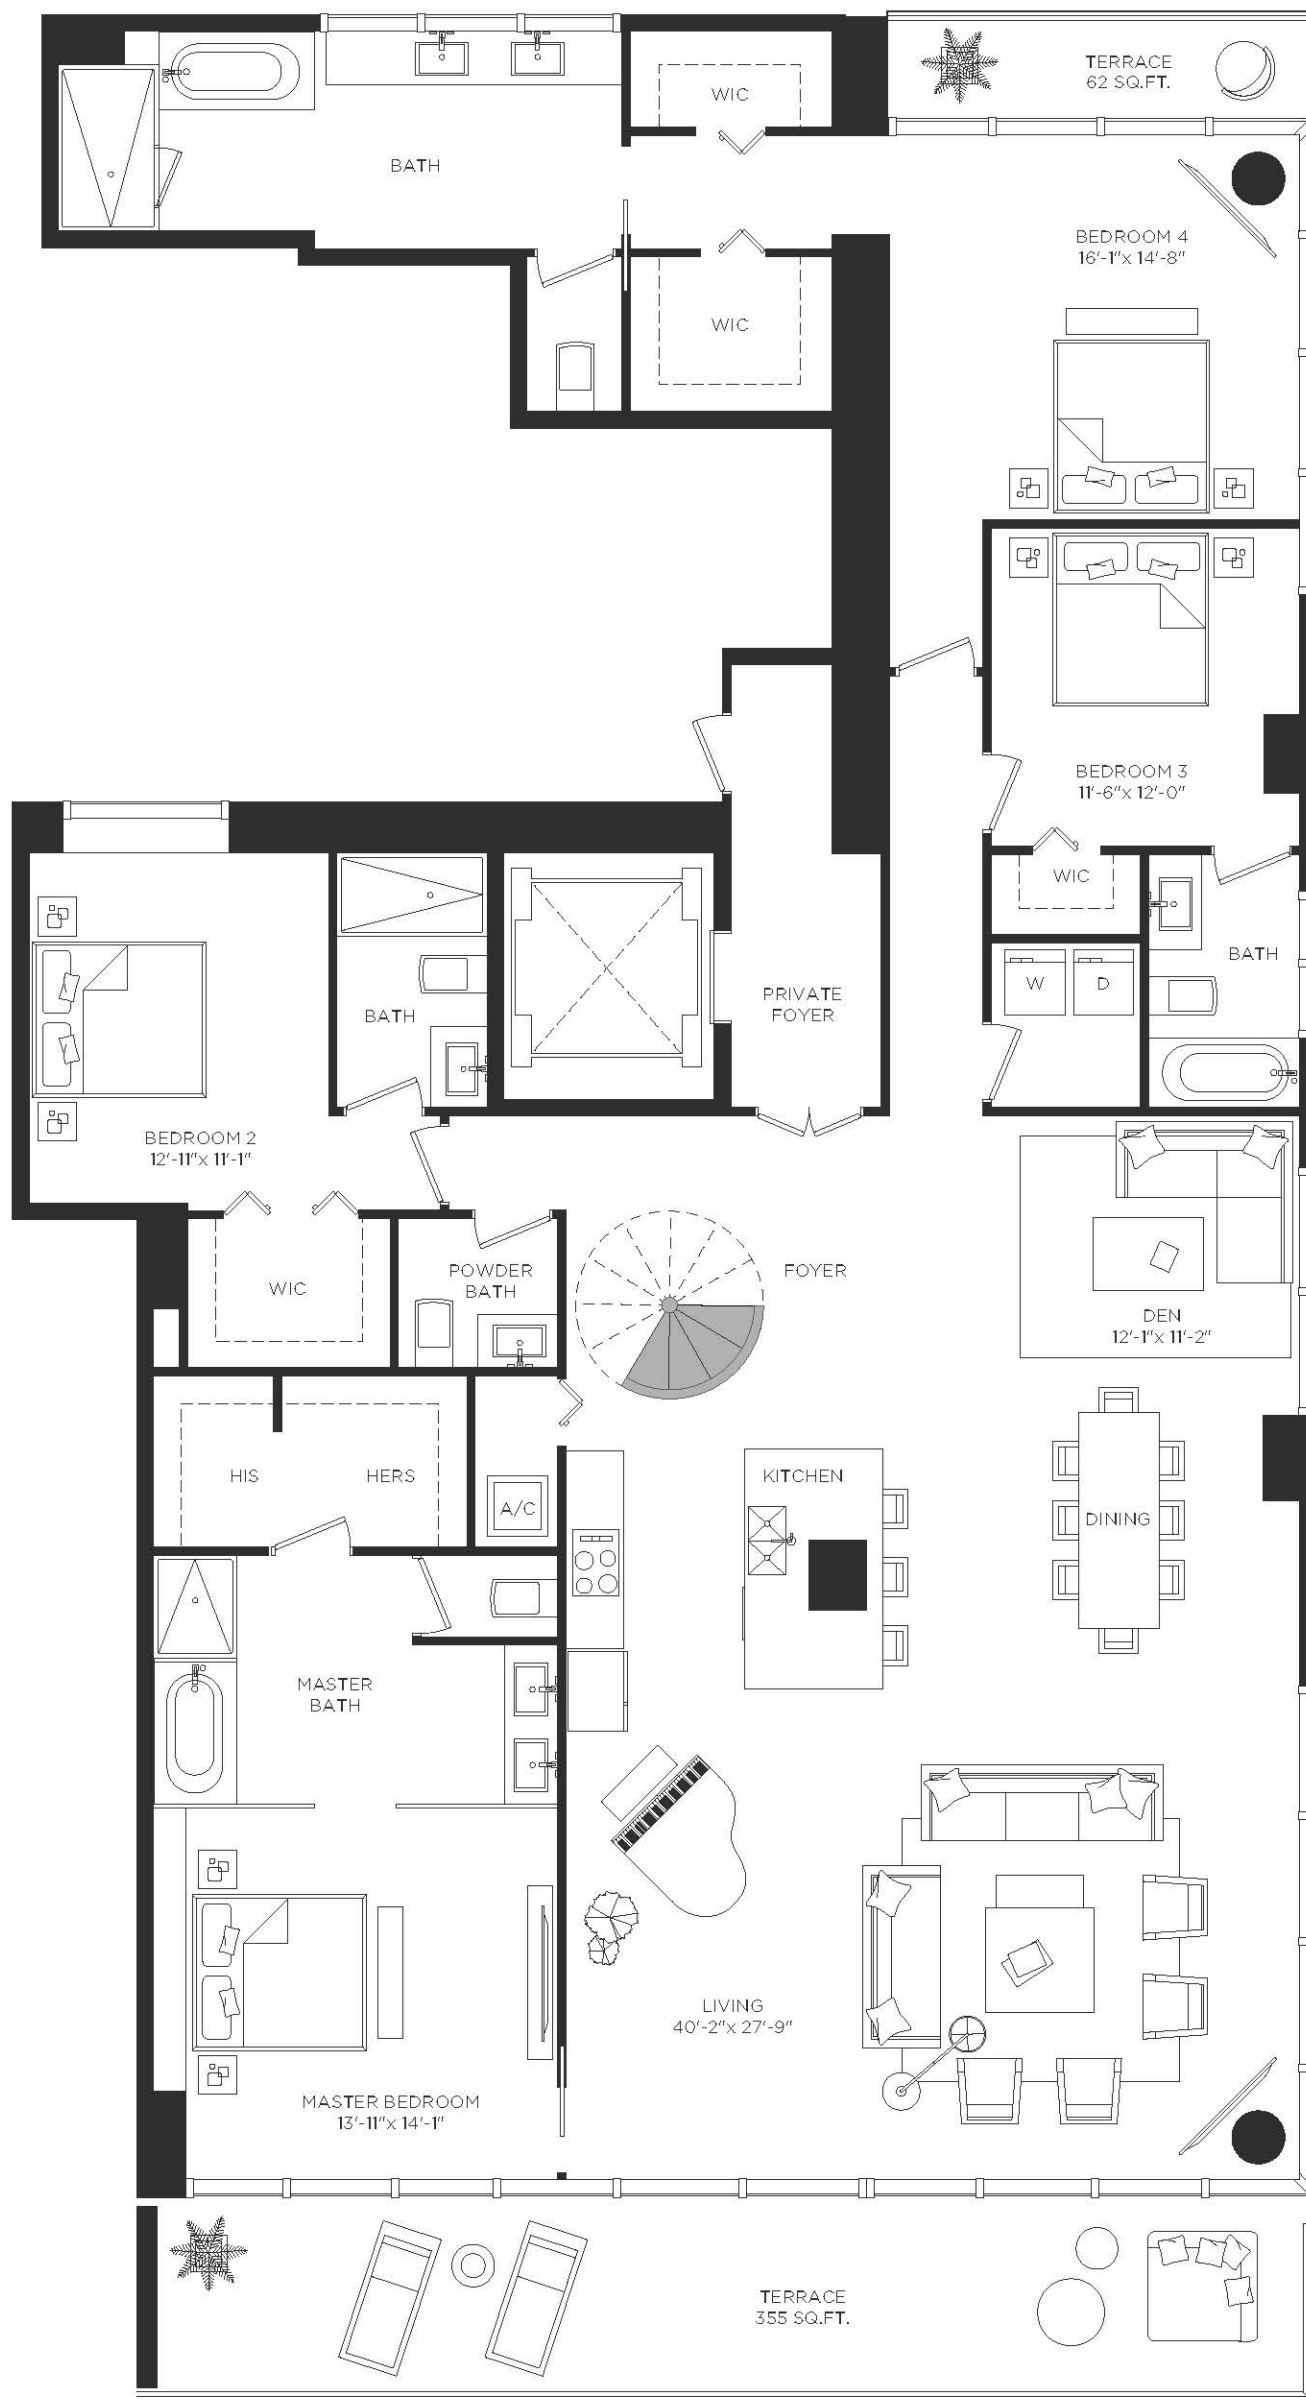 TERRACE
62 SQ.FT.
WIC
BATH
BEDROOM 4
16'-1"x 14'-8"
WIC
BEDROOM 3
11'-6"x 12'-0"
WIC
BATH
W
D
PRIVATE
FOYER
BATH
BEDROOM 2
12'-11"x 11'-1"
WIC
POWDER
BATH
FOYER
DEN
12'-1"x 11'-2"
HIS
HERS
A/C
KITCHEN
DINING
MASTER
BATH
LIVING
40'-2"x 27'-9"
MASTER BEDROOM
13'-11"x 14'-1"
TERRACE
355 SQ.FT.